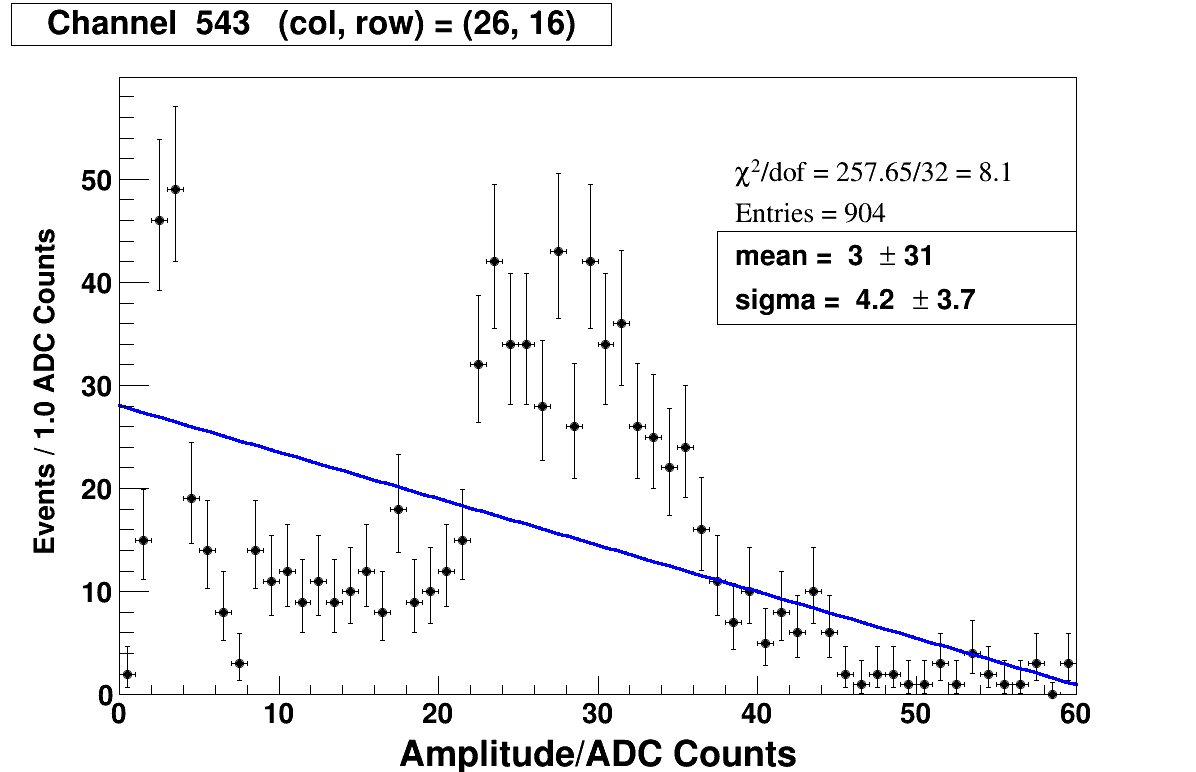 Channel 543 (col, row) = (26, 16)
χ²/dof = 257.65/32 = 8.1
Entries = 904
mean = 3 ± 31
sigma = 4.2 ± 3.7
Events / 1.0 ADC Counts
50
40
30
20
10
0
0 10 20 30 40 50 60
Amplitude/ADC Counts